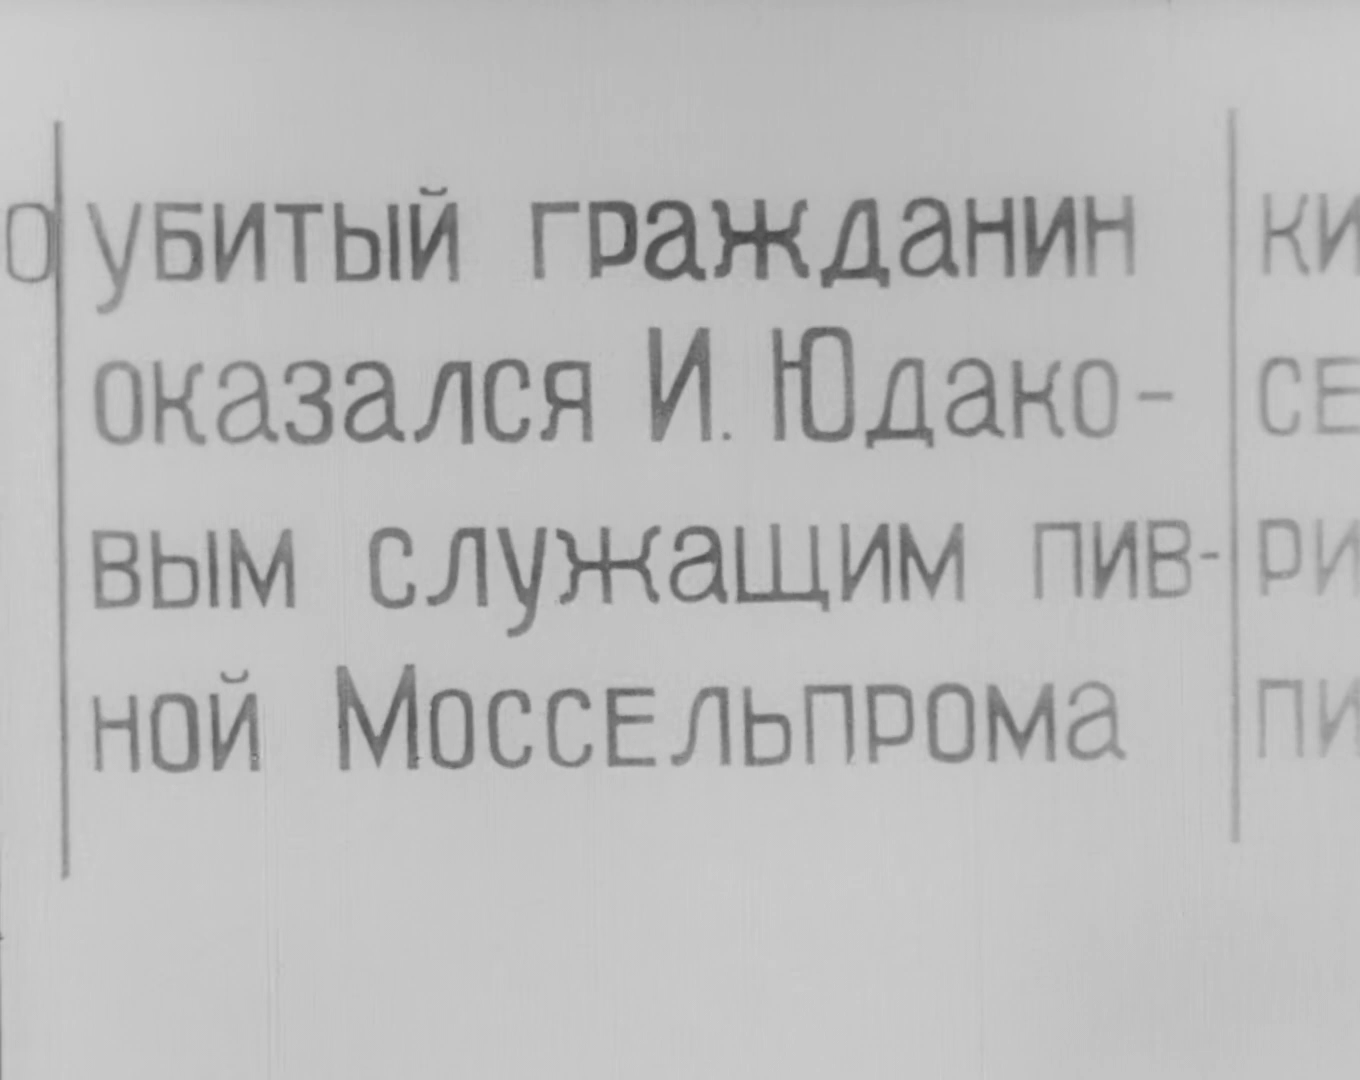 убитый гражданин
оказался И. Юдако-
вым служащим пив-
ной Моссельпрома